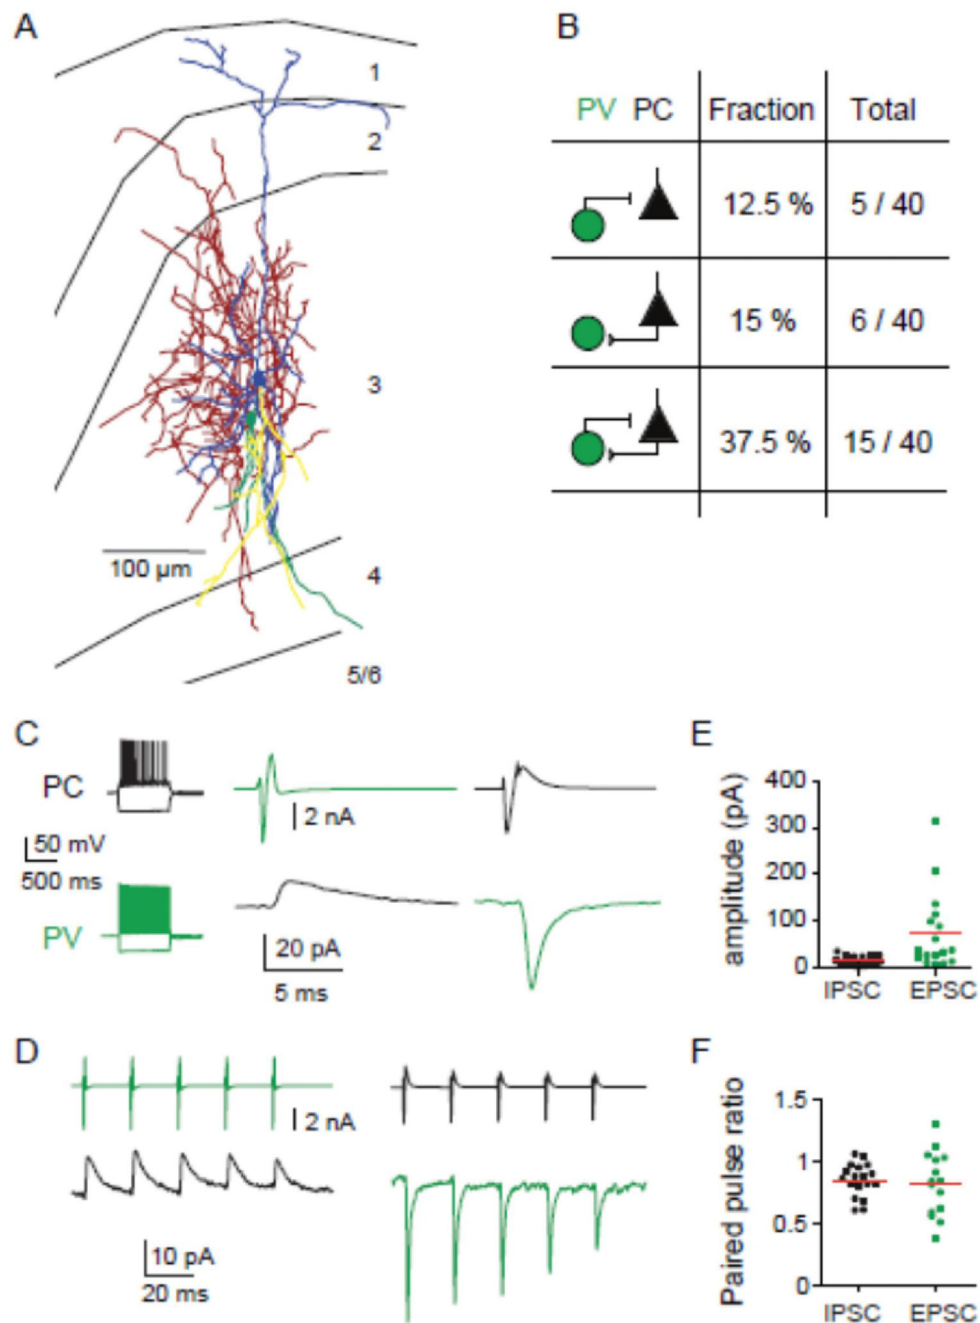 A
1
2
3
4
5/6
100 µm
B
PV PC Fraction Total
12.5 % 5 / 40
15 % 6 / 40
37.5 % 15 / 40
C
PC
50 mV
500 ms
PV
2 nA
20 pA
5 ms
E
amplitude (pA)
400
300
200
100
0
IPSC EPSC
D
2 nA
10 pA
20 ms
F
Paired pulse ratio
1.5
1
0.5
0
IPSC EPSC